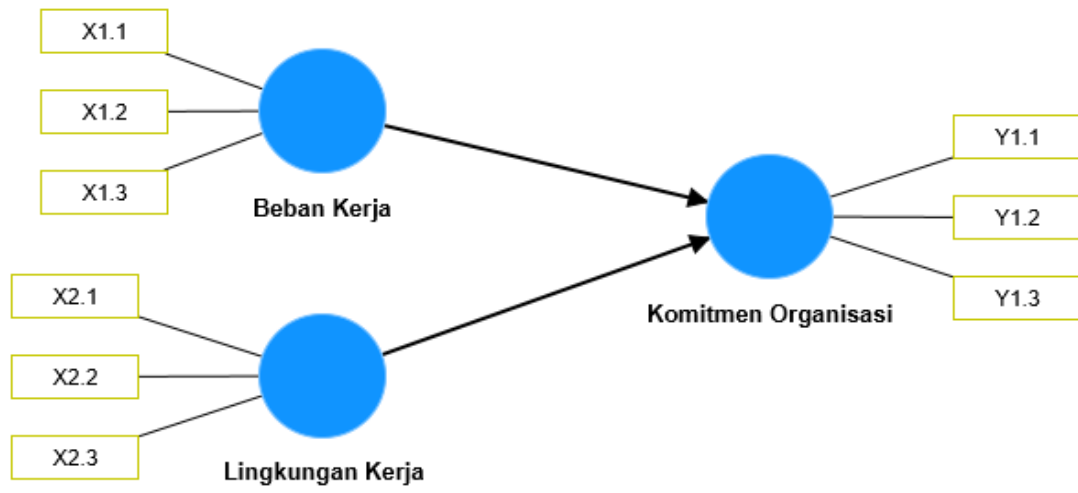 X1.1
X1.2
X1.3
Beban Kerja
X2.1
X2.2
X2.3
Lingkungan Kerja
Y1.1
Y1.2
Y1.3
Komitmen Organisasi